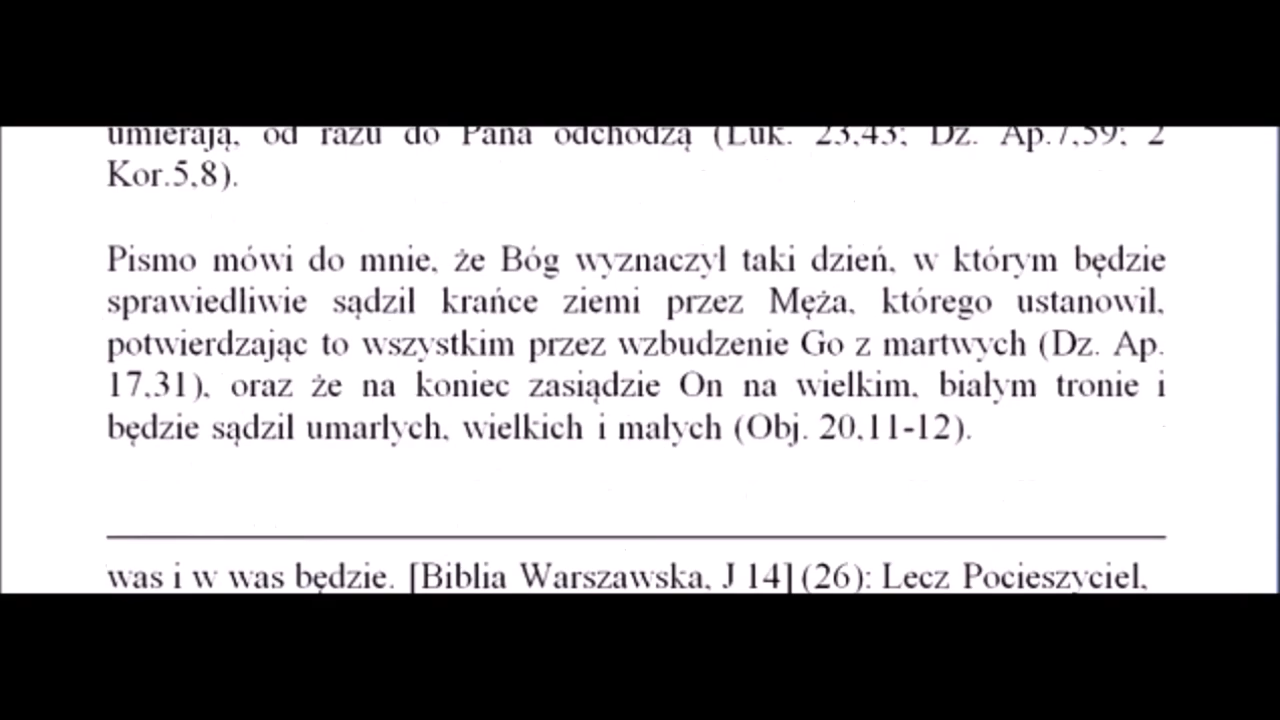 umierają, od razu do Pana odchodzą (Łuk. 23,43; Dz. Ap.7,59; 2
Kor.5,8).
Pismo mówi do mnie, że Bóg wyznaczył taki dzień, w którym będzie
sprawiedliwie sądził krańce ziemi przez Męża, którego ustanowił,
potwierdzając to wszystkim przez wzbudzenie Go z martwych (Dz. Ap.
17,31), oraz że na koniec zasiądzie On na wielkim, białym tronie i
będzie sądził umarłych, wielkich i małych (Obj. 20,11-12).
was i w was będzie. [Biblia Warszawska, J 14] (26): Lecz Pocieszyciel,